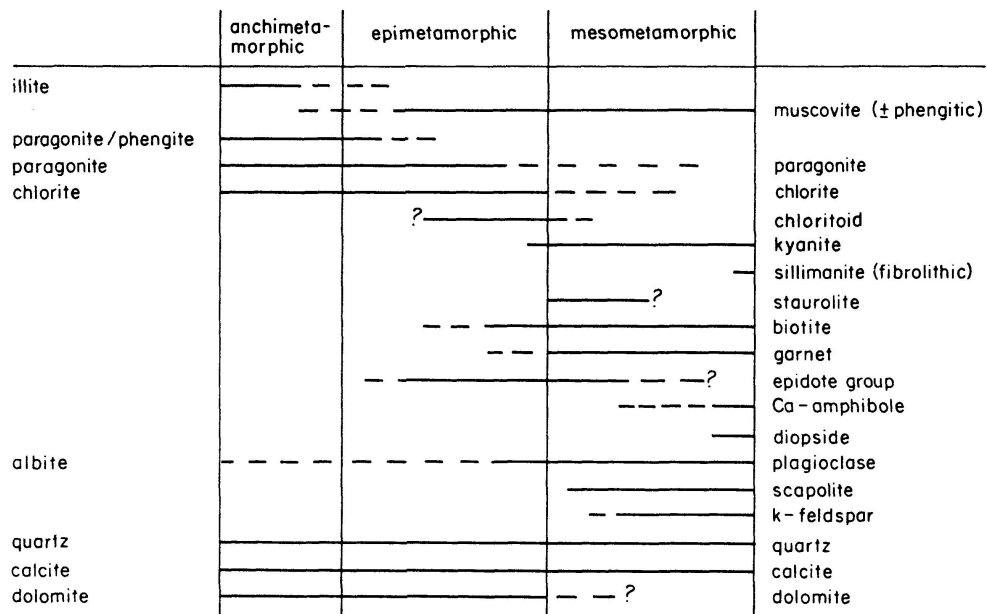 anchimeta-
morphic
epimetamorphic
mesometamorphic
illite
muscovite (± phengitic)
paragonite/phengite
paragonite
paragonite
chlorite
chlorite
?
chloritoid
kyanite
sillimanite (fibrolithic)
?
staurolite
biotite
garnet
?
epidote group
Ca-amphibole
diopside
albite
plagioclase
scapolite
k-feldspar
quartz
quartz
calcite
calcite
dolomite
?
dolomite